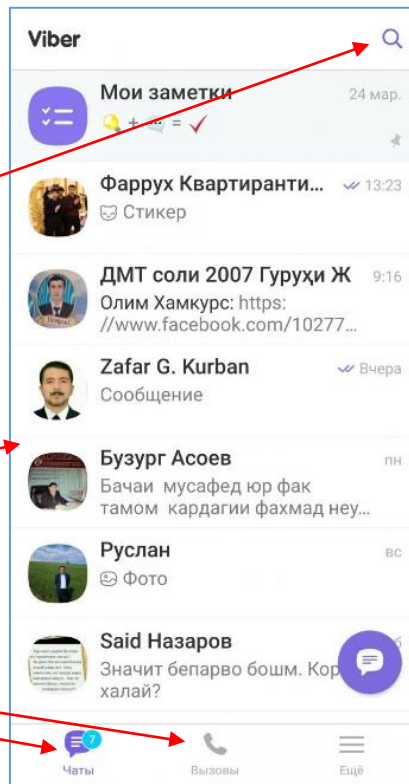 Viber
Мои заметки 24 мар.
+ =
Фаррух Квартиранти... 13:23
Стикер
ДМТ соли 2007 Гуруҳи Ж 9:16
Олим Хамкурс: https:
//www.facebook.com/10277...
Zafar G. Kurban Вчера
Сообщение
Бузург Асоев пн
Бачаи мусафед юр фак
тамом кардагии фахмад неу...
Руслан вс
Фото
Said Назаров сб
Значит бепарво бошм. Кор
халай?
7
Чаты Вызовы Ещё